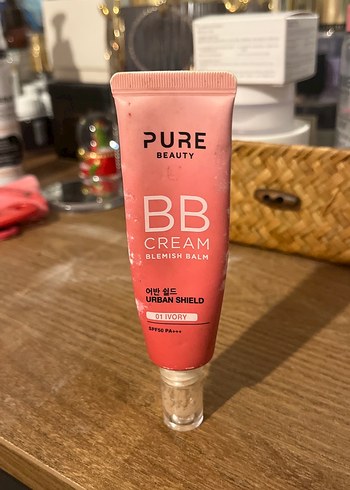 PURE
BEAUTY
BB
CREAM
BLEMISH BALM
어반 쉴드
URBAN SHIELD
01 IVORY
SPF50 PA+++